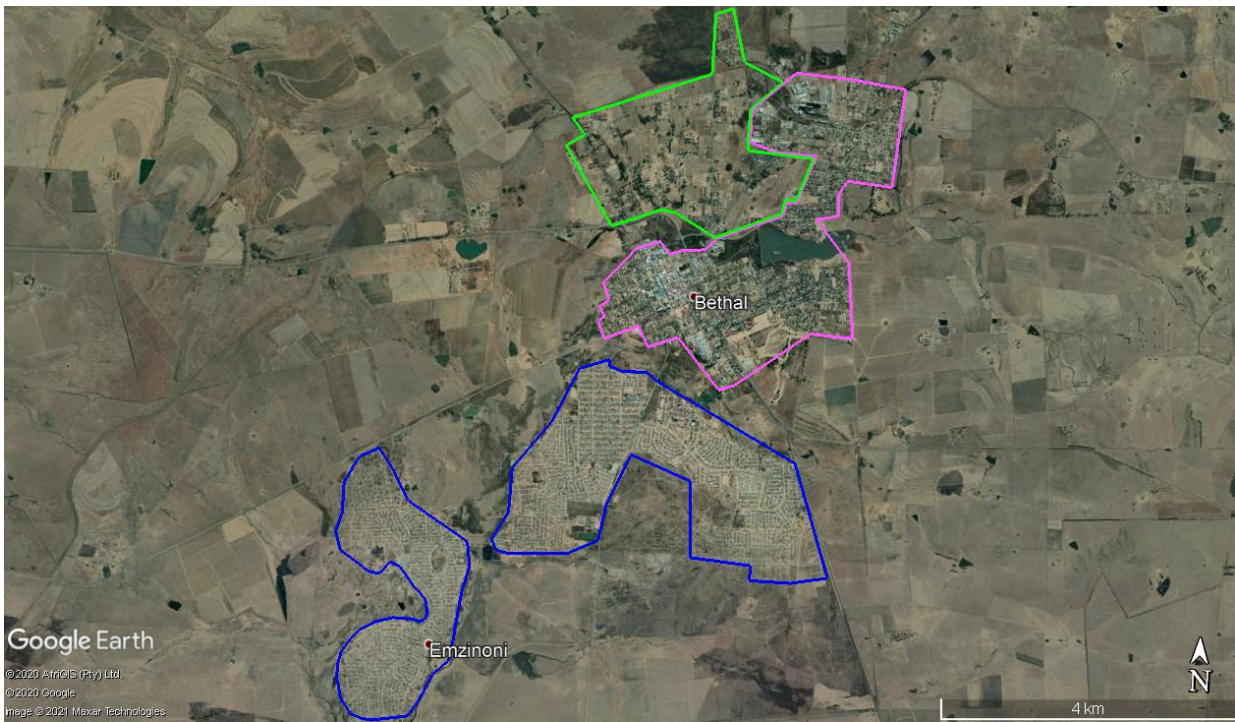 Bethal
Emzinoni
Google Earth
©2020 AfriGIS (Pty) Ltd.
©2020 Google
Image © 2021 Maxar Technologies
N
4 km